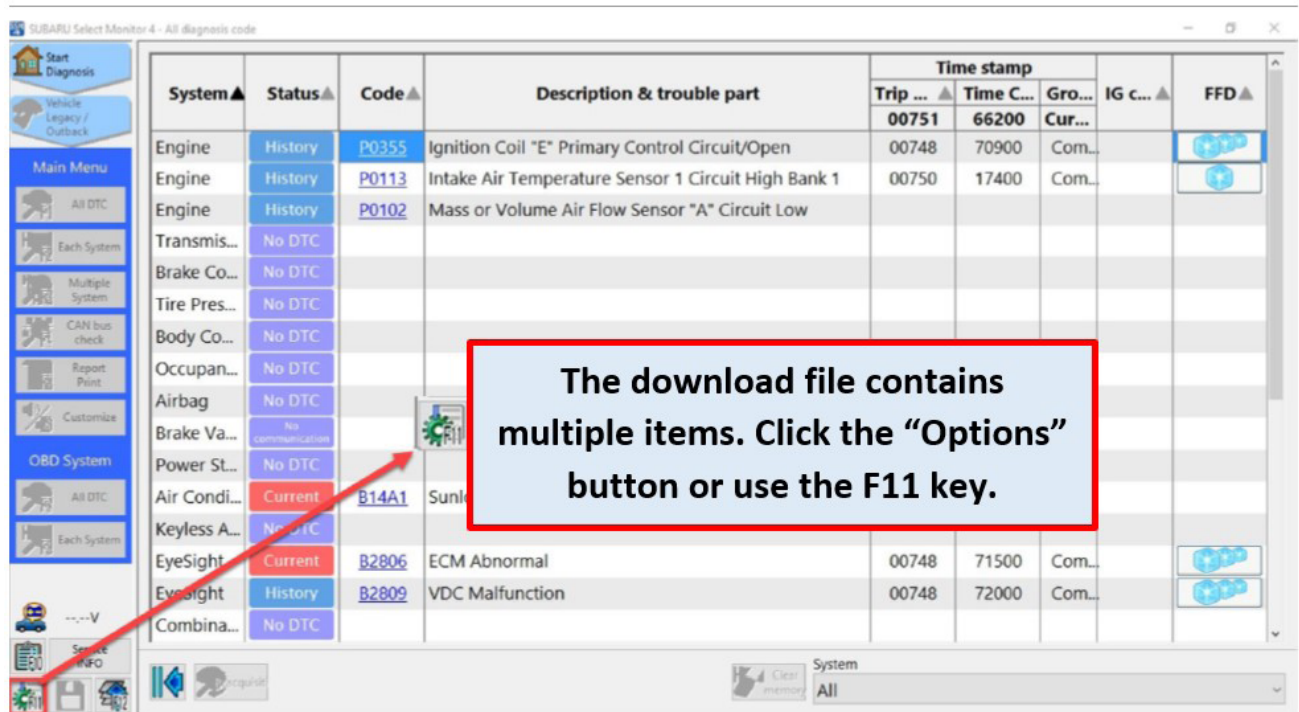 SUBARU Select Monitor 4 - All diagnosis code
Start
Diagnosis
Vehicle
Legacy /
Outback
Main Menu
All DTC
Each System
Multiple
System
CAN bus
check
Report
Print
Customize
OBD System
All DTC
Each System
--.--V
F10
Service
INFO
F11
F12
System Status Code Description & trouble part Time stamp IG c... FFD
Trip ... Time C... Gro...
00751 66200 Cur...
Engine History P0355 Ignition Coil "E" Primary Control Circuit/Open 00748 70900 Com...
Engine History P0113 Intake Air Temperature Sensor 1 Circuit High Bank 1 00750 17400 Com...
Engine History P0102 Mass or Volume Air Flow Sensor "A" Circuit Low
Transmis... No DTC
Brake Co... No DTC
Tire Pres... No DTC
Body Co... No DTC
Occupan... No DTC
Airbag No DTC
Brake Va... No communication
Power St... No DTC
Air Condi... Current B14A1
Keyless A... No DTC
EyeSight Current B2806 ECM Abnormal 00748 71500 Com...
EyeSight History B2809 VDC Malfunction 00748 72000 Com...
Combina... No DTC
F11
The download file contains
multiple items. Click the “Options”
button or use the F11 key.
Clear
memory
System
All